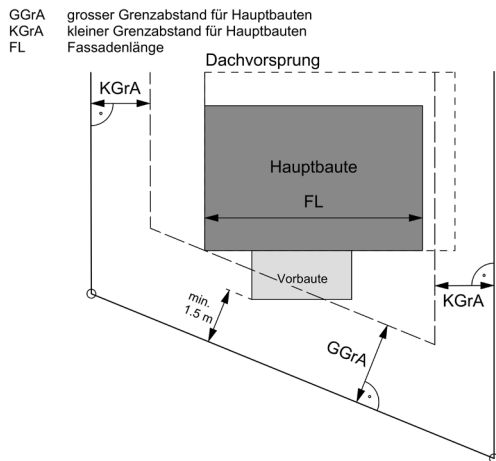 GGrA grosser Grenzabstand für Hauptbauten
KGrA kleiner Grenzabstand für Hauptbauten
FL Fassadenlänge
Dachvorsprung
KGrA
Hauptbaute
FL
Vorbaute
min.
1.5 m
KGrA
GGrA